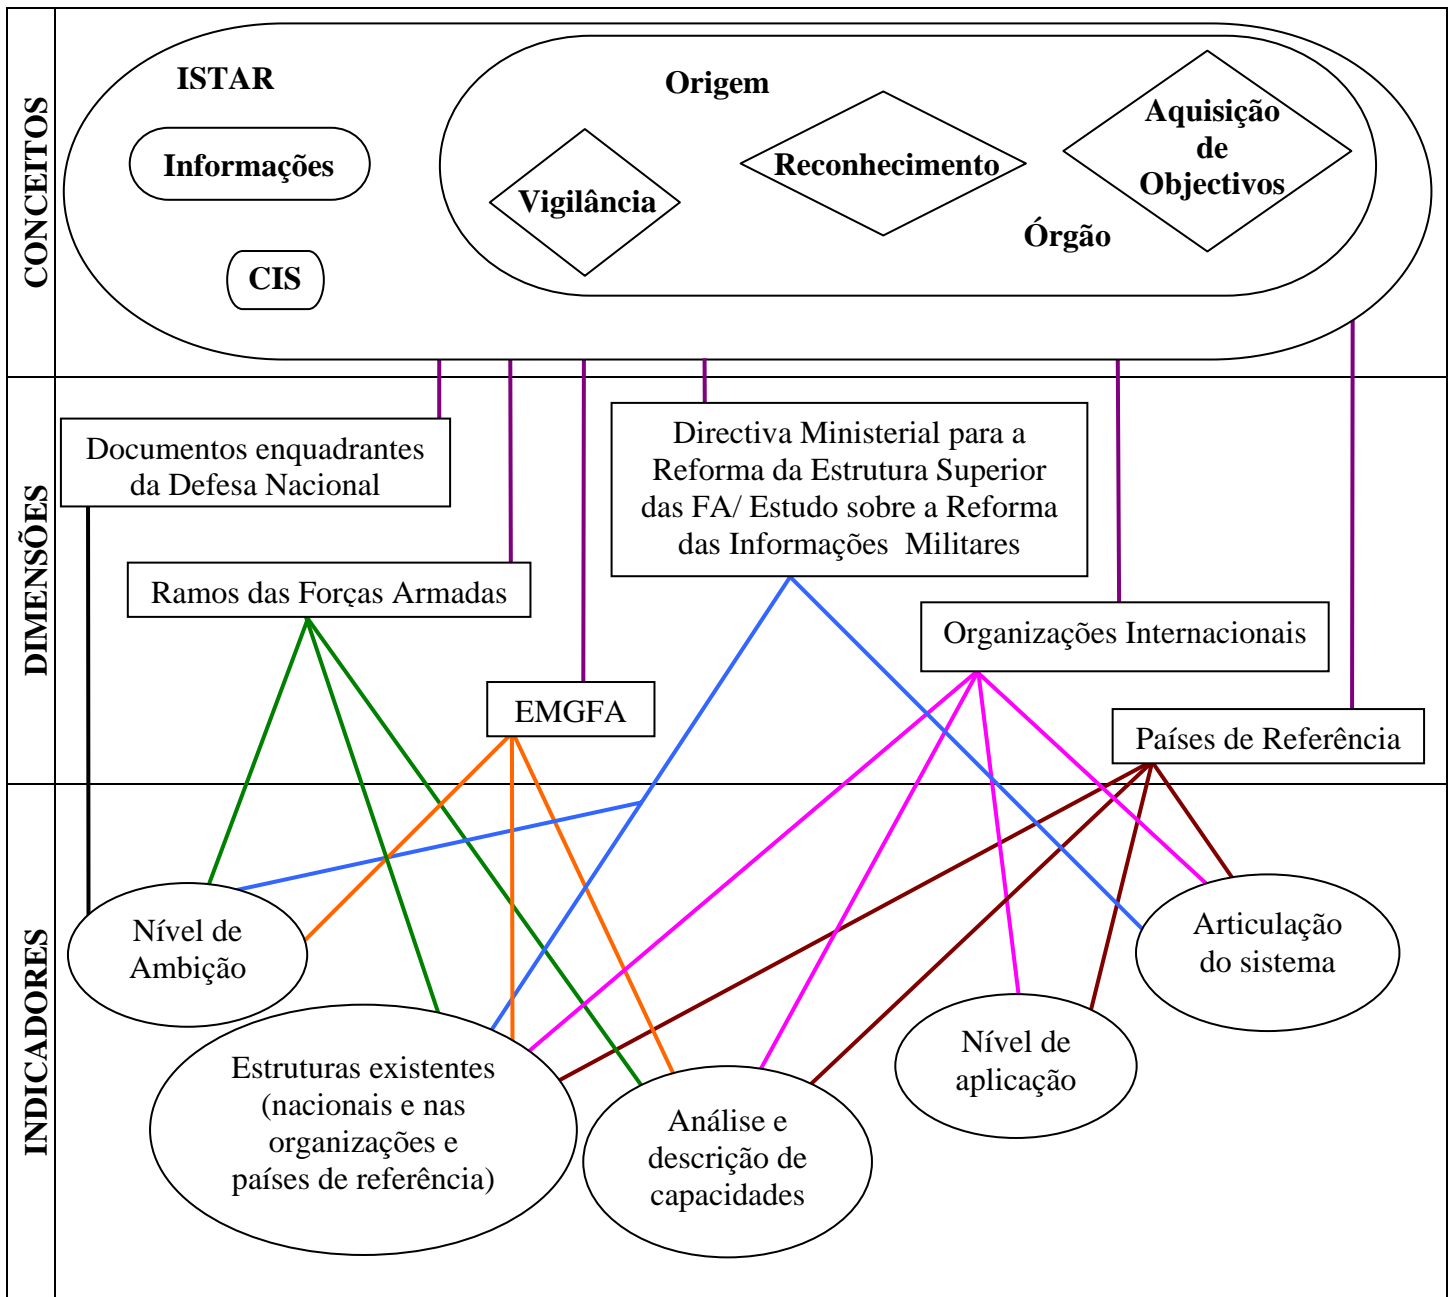 CONCEITOS
ISTAR
Origem
Aquisição
de
Objectivos
Informações
Reconhecimento
Vigilância
Órgão
CIS
DIMENSÕES
Documentos enquadrantes
da Defesa Nacional
Directiva Ministerial para a
Reforma da Estrutura Superior
das FA/ Estudo sobre a Reforma
das Informações Militares
Ramos das Forças Armadas
Organizações Internacionais
EMGFA
Países de Referência
INDICADORES
Nível de
Ambição
Articulação
do sistema
Estruturas existentes
(nacionais e nas
organizações e
países de referência)
Análise e
descrição de
capacidades
Nível de
aplicação